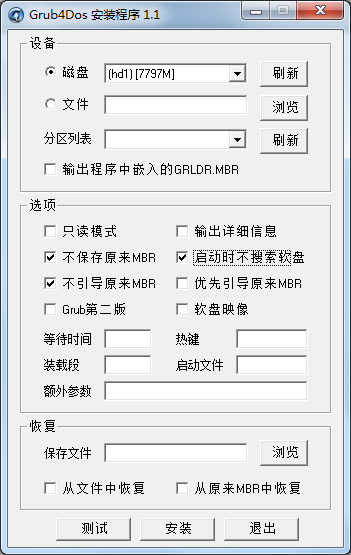 Grub4Dos 安装程序 1.1
设备
磁盘 (hd1) [7797M] 刷新
文件 浏览
分区列表 刷新
输出程序中嵌入的GRLDR.MBR
选项
只读模式 输出详细信息
不保存原来MBR 启动时不搜索软盘
不引导原来MBR 优先引导原来MBR
Grub第二版 软盘映像
等待时间 热键
装载段 启动文件
额外参数
恢复
保存文件 浏览
从文件中恢复 从原来MBR中恢复
测试 安装 退出